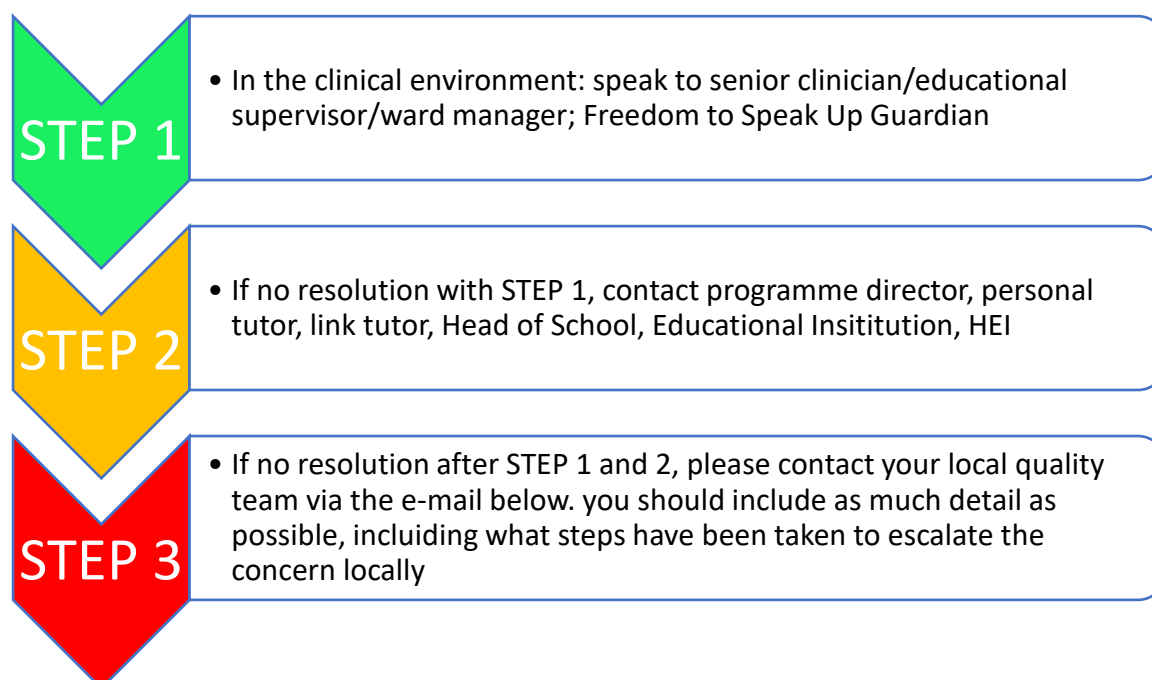 STEP 1
• In the clinical environment: speak to senior clinician/educational
supervisor/ward manager; Freedom to Speak Up Guardian
STEP 2
• If no resolution with STEP 1, contact programme director, personal
tutor, link tutor, Head of School, Educational Insititution, HEI
STEP 3
• If no resolution after STEP 1 and 2, please contact your local quality
team via the e-mail below. you should include as much detail as
possible, incluiding what steps have been taken to escalate the
concern locally